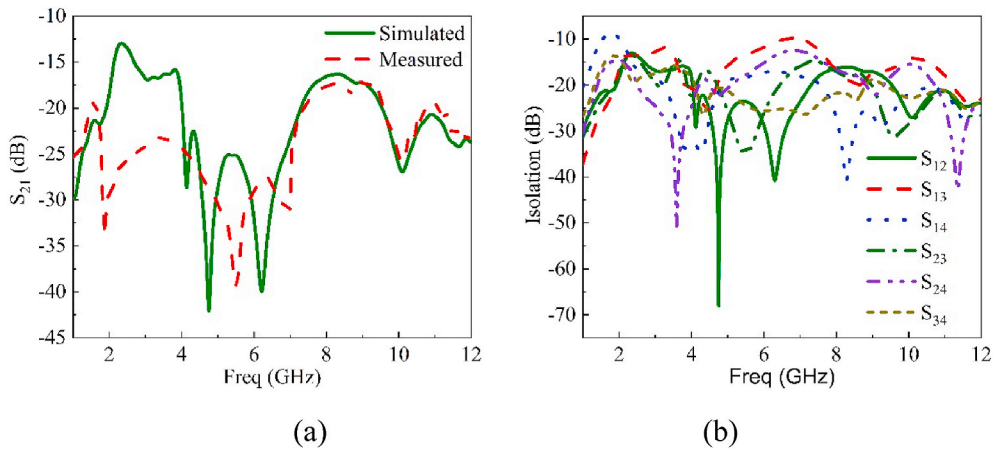 -10
-15
-20
-25
-30
-35
-40
-45
S21 (dB)
Simulated
Measured
2 4 6 8 10 12
Freq (GHz)
(a)
-10
-20
-30
-40
-50
-60
-70
Isolation (dB)
S12
S13
S14
S23
S24
S34
2 4 6 8 10 12
Freq (GHz)
(b)